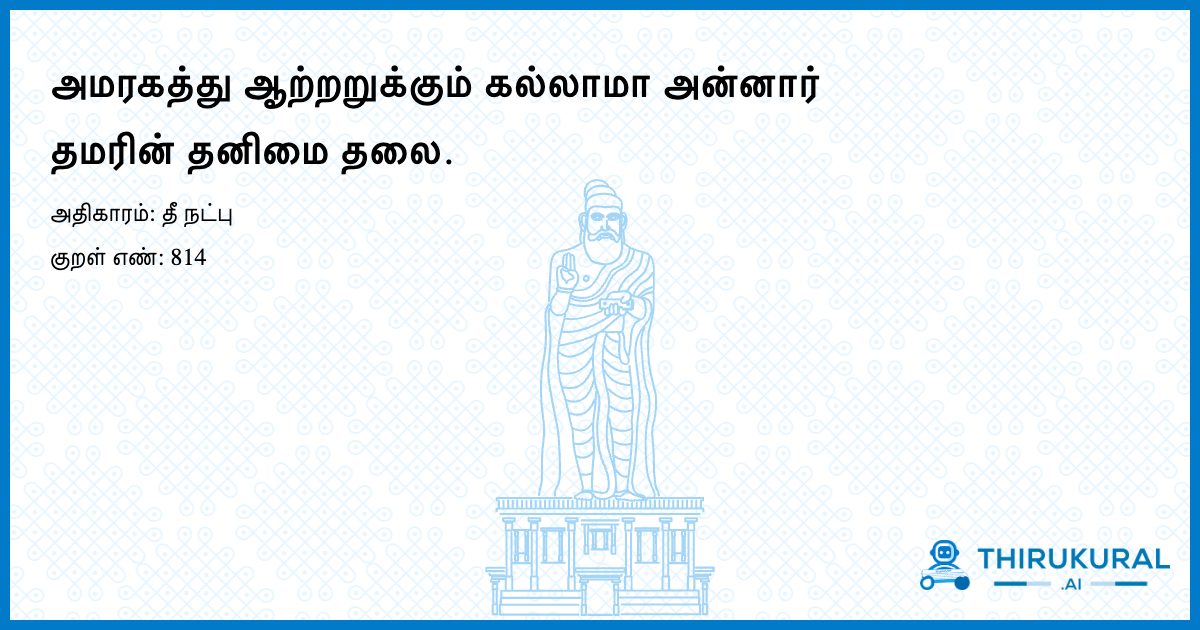 அமரகத்து ஆற்றறுக்கும் கல்லாமா அன்னார்
தமரின் தனிமை தலை.
அதிகாரம்: தீ நட்பு
குறள் எண்: 814
THIRUKURAL
.AI